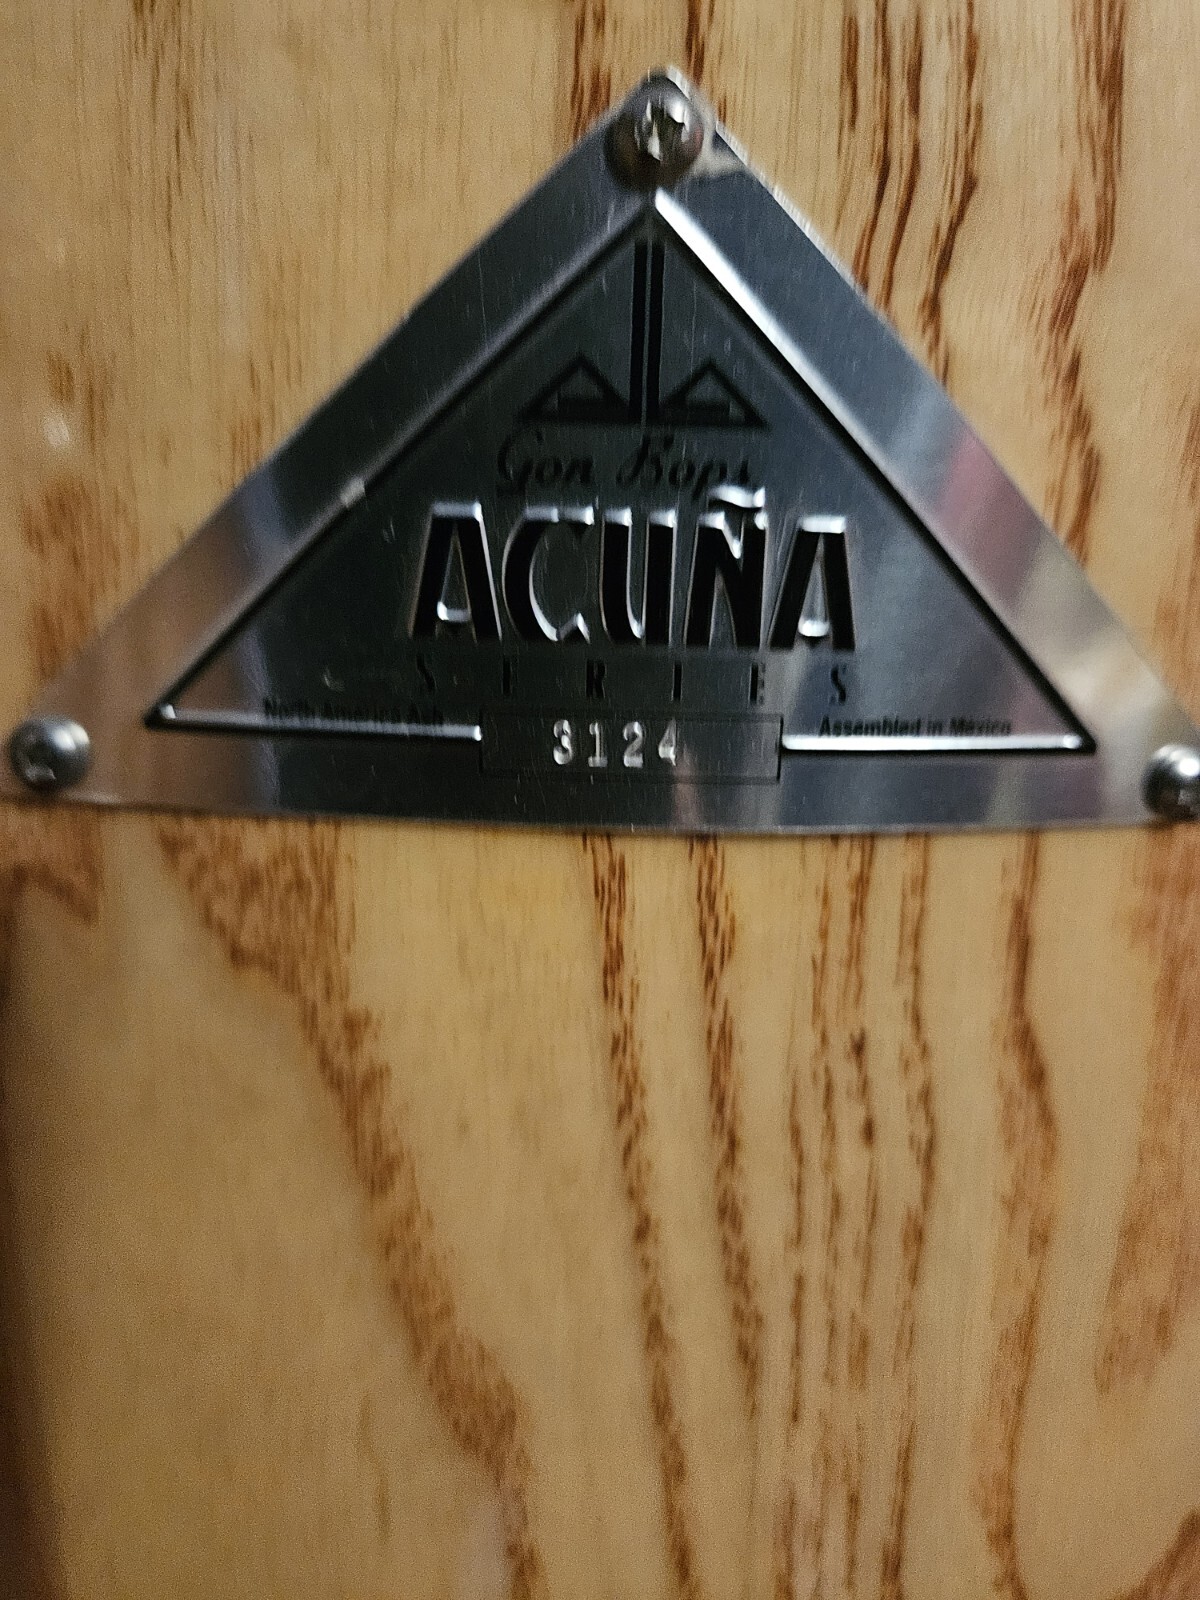 Gon Bops
ACUÑA
SERIES
North America Ash
Assembled in Mexico
3124